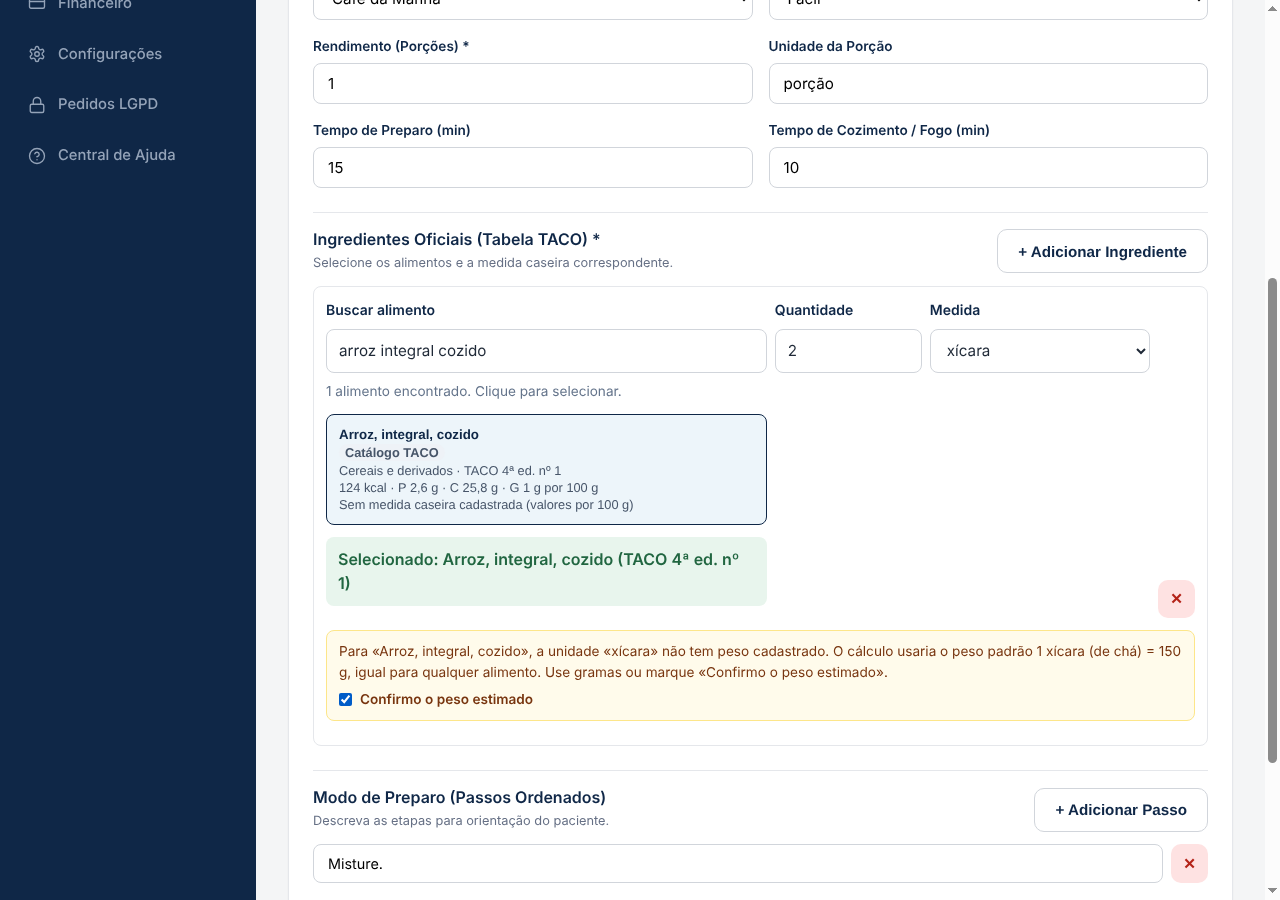 Financeiro
Configurações
Pedidos LGPD
Central de Ajuda
Café da Manhã
Fácil
Rendimento (Porções) *
Unidade da Porção
1
porção
Tempo de Preparo (min)
Tempo de Cozimento / Fogo (min)
15
10
Ingredientes Oficiais (Tabela TACO) *
Selecione os alimentos e a medida caseira correspondente.
+ Adicionar Ingrediente
Buscar alimento
Quantidade
Medida
arroz integral cozido
2
xícara
1 alimento encontrado. Clique para selecionar.
Arroz, integral, cozido
Catálogo TACO
Cereais e derivados · TACO 4ª ed. nº 1
124 kcal · P 2,6 g · C 25,8 g · G 1 g por 100 g
Sem medida caseira cadastrada (valores por 100 g)
Selecionado: Arroz, integral, cozido (TACO 4ª ed. nº
1)
×
Para «Arroz, integral, cozido», a unidade «xícara» não tem peso cadastrado. O cálculo usaria o peso padrão 1 xícara (de chá) = 150
g, igual para qualquer alimento. Use gramas ou marque «Confirmo o peso estimado».
Confirmo o peso estimado
Modo de Preparo (Passos Ordenados)
Descreva as etapas para orientação do paciente.
+ Adicionar Passo
Misture.
×